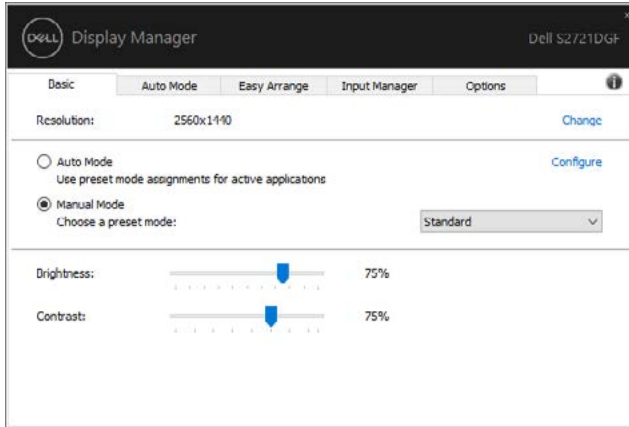 DELL Display Manager
Dell S2721DGF
Basic Auto Mode Easy Arrange Input Manager Options
Resolution: 2560x1440 Change
Auto Mode Configure
Use preset mode assignments for active applications
Manual Mode
Choose a preset mode: Standard
Brightness: 75%
Contrast: 75%